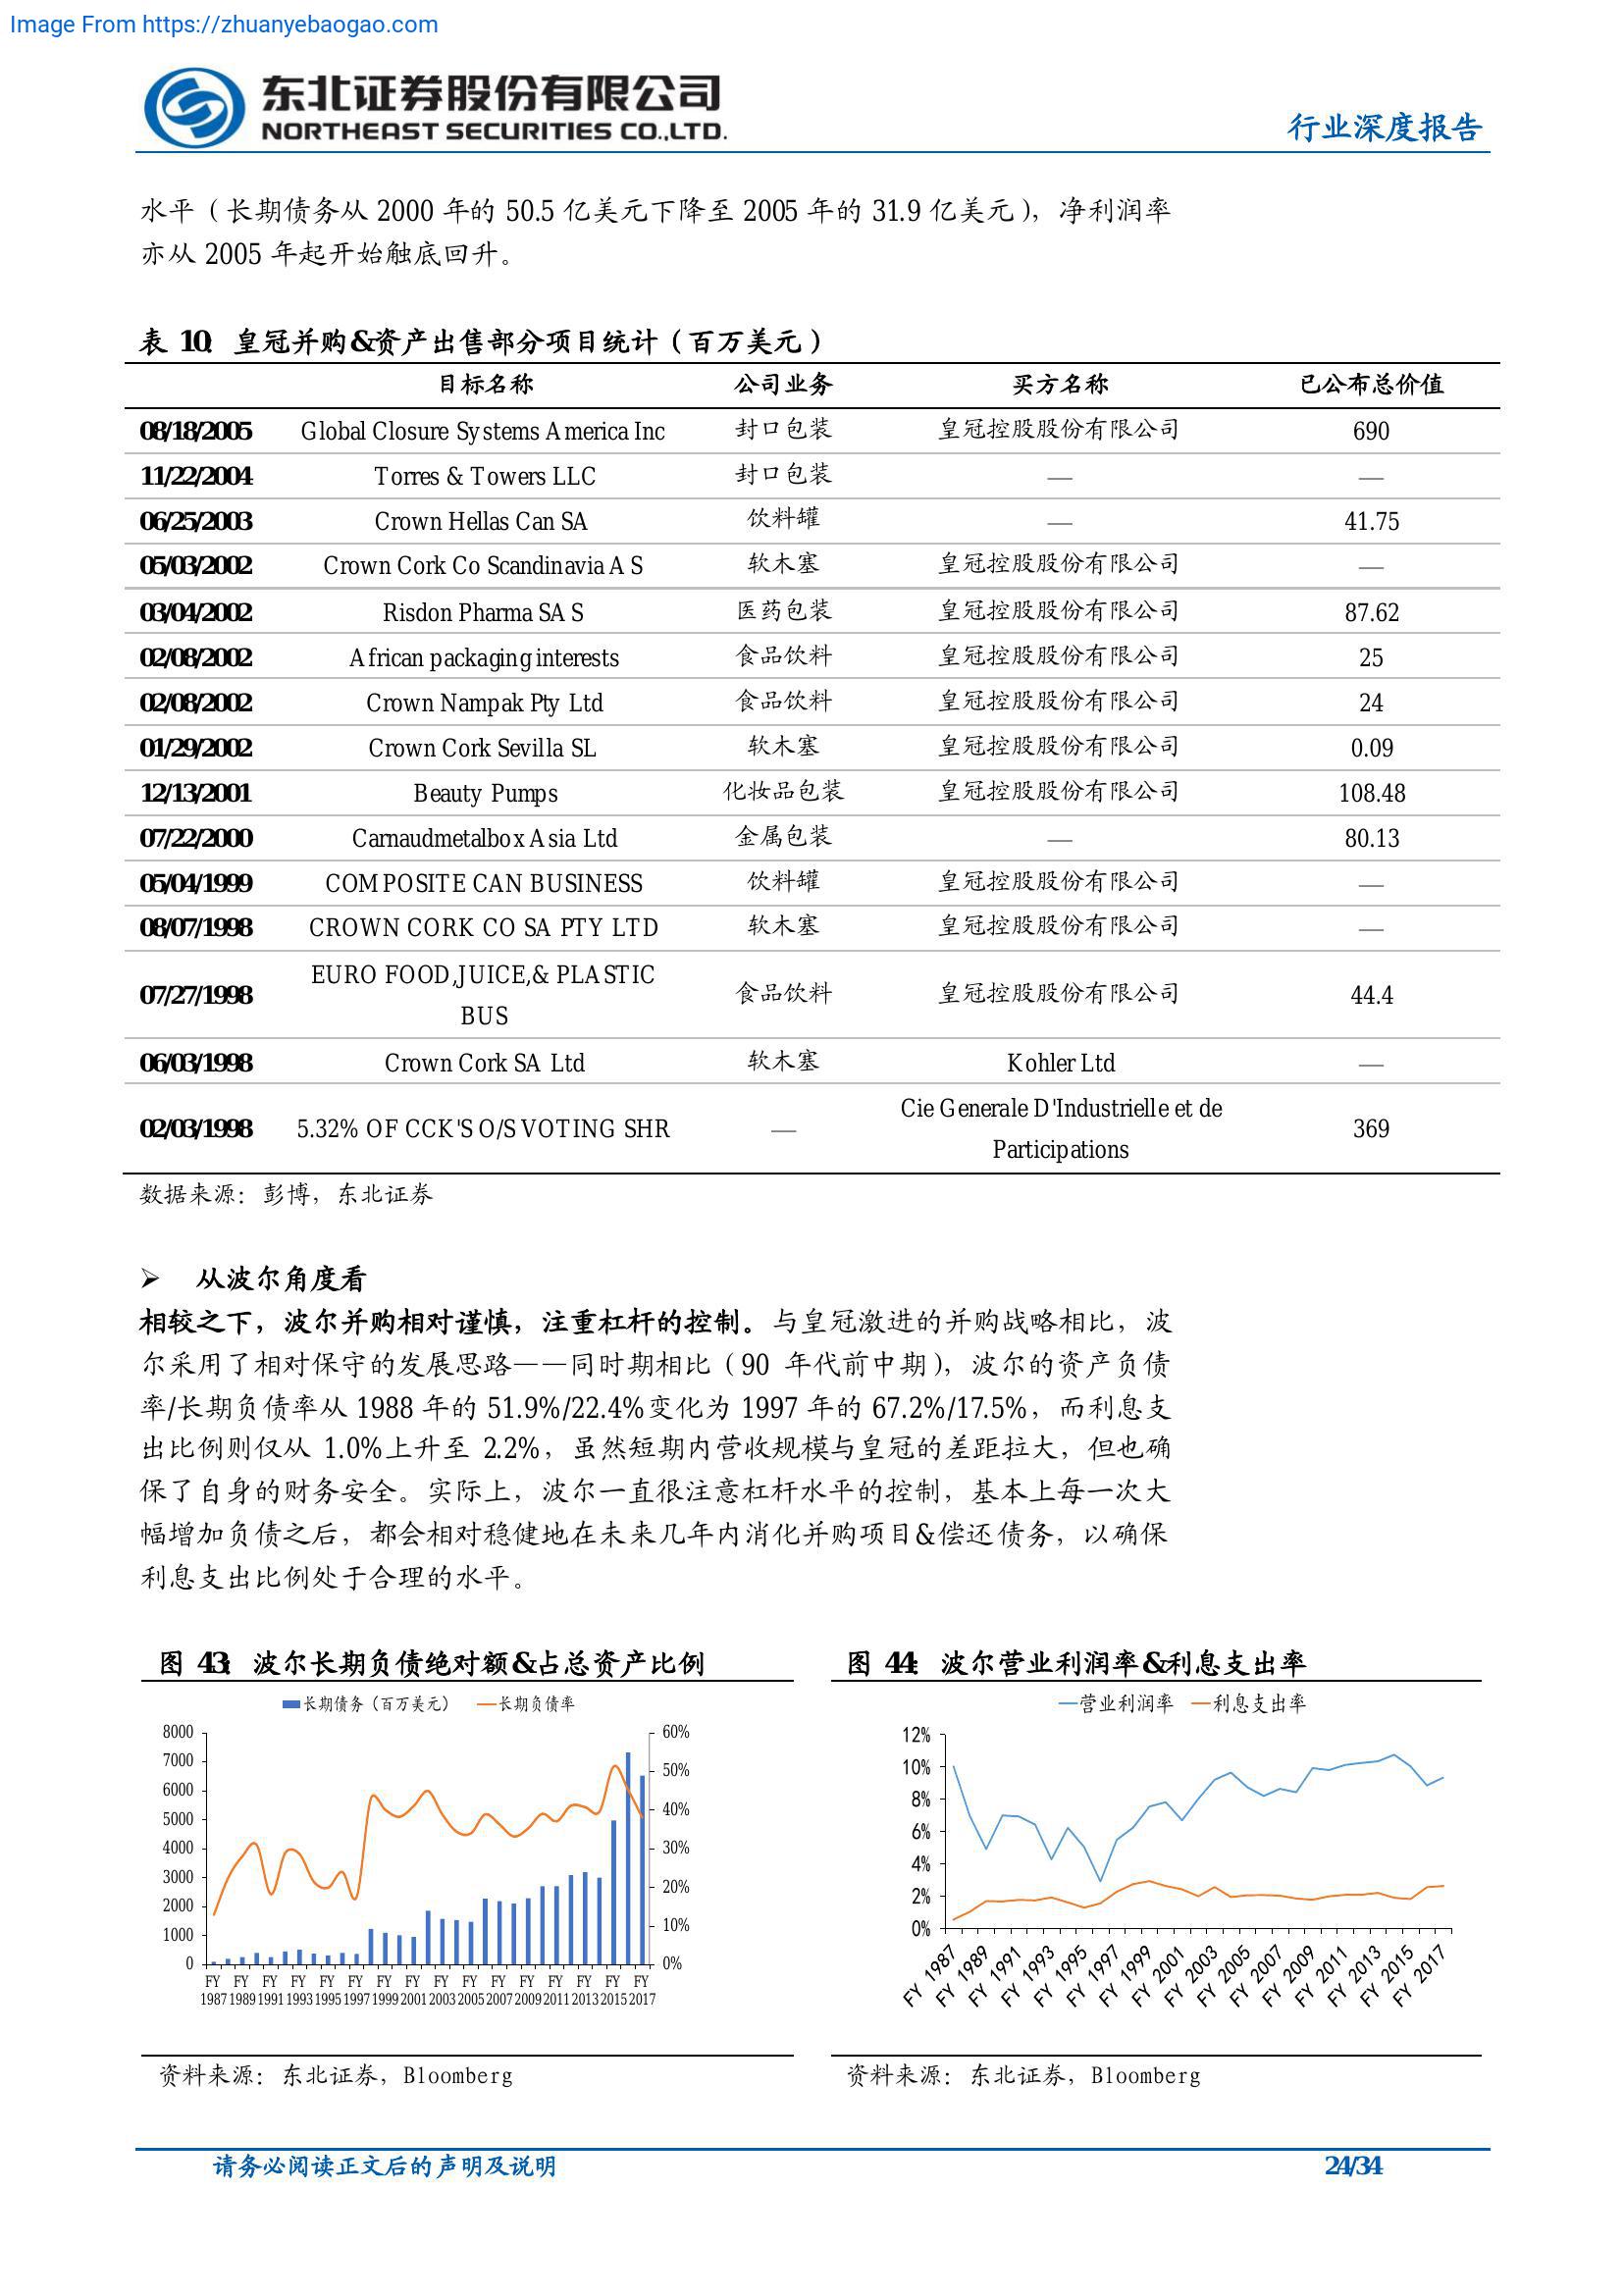 Image From https://zhuanyebaogao.com
东北证券股份有限公司
NORTHEAST SECURITIES CO.,LTD.
行业深度报告
水平（长期债务从 2000 年的 50.5 亿美元下降至 2005 年的 31.9 亿美元），净利润率
亦从 2005 年起开始触底回升。
表 10：皇冠并购&资产出售部分项目统计（百万美元）
目标名称 公司业务 买方名称 已公布总价值
08/18/2005 Global Closure Systems America Inc 封口包装 皇冠控股股份有限公司 690
11/22/2004 Torres & Towers LLC 封口包装 — —
06/25/2003 Crown Hellas Can SA 饮料罐 — 41.75
05/03/2002 Crown Cork Co Scandinavia A S 软木塞 皇冠控股股份有限公司 —
03/04/2002 Risdon Pharma SA S 医药包装 皇冠控股股份有限公司 87.62
02/08/2002 African packaging interests 食品饮料 皇冠控股股份有限公司 25
02/08/2002 Crown Nampak Pty Ltd 食品饮料 皇冠控股股份有限公司 24
01/29/2002 Crown Cork Sevilla SL 软木塞 皇冠控股股份有限公司 0.09
12/13/2001 Beauty Pumps 化妆品包装 皇冠控股股份有限公司 108.48
07/22/2000 Carnaudmetalbox Asia Ltd 金属包装 — 80.13
05/04/1999 COMPOSITE CAN BUSINESS 饮料罐 皇冠控股股份有限公司 —
08/07/1998 CROWN CORK CO SA PTY LTD 软木塞 皇冠控股股份有限公司 —
07/27/1998 EURO FOOD,JUICE,& PLASTIC
BUS 食品饮料 皇冠控股股份有限公司 44.4
06/03/1998 Crown Cork SA Ltd 软木塞 Kohler Ltd —
02/03/1998 5.32% OF CCK'S O/S VOTING SHR — Cie Generale D'Industrielle et de
Participations 369
数据来源：彭博，东北证券
➢ 从波尔角度看
相较之下，波尔并购相对谨慎，注重杠杆的控制。与皇冠激进的并购战略相比，波
尔采用了相对保守的发展思路——同时期相比（90 年代前中期），波尔的资产负债
率/长期负债率从 1988 年的 51.9%/22.4%变化为 1997 年的 67.2%/17.5%，而利息支
出比例则仅从 1.0%上升至 2.2%，虽然短期内营收规模与皇冠的差距拉大，但也确
保了自身的财务安全。实际上，波尔一直很注意杠杆水平的控制，基本上每一次大
幅增加负债之后，都会相对稳健地在未来几年内消化并购项目&偿还债务，以确保
利息支出比例处于合理的水平。
图 43：波尔长期负债绝对额&占总资产比例
长期债务（百万美元） 长期负债率
8000 60%
7000 50%
6000
5000 40%
4000 30%
3000 20%
2000
1000 10%
0 0%
FY FY FY FY FY FY FY FY FY FY FY FY FY FY FY FY
1987 1989 1991 1993 1995 1997 1999 2001 2003 2005 2007 2009 2011 2013 2015 2017
资料来源：东北证券，Bloomberg
图 44：波尔营业利润率&利息支出率
营业利润率 利息支出率
12%
10%
8%
6%
4%
2%
0%
FY 1987 FY 1989 FY 1991 FY 1993 FY 1995 FY 1997 FY 1999 FY 2001 FY 2003 FY 2005 FY 2007 FY 2009 FY 2011 FY 2013 FY 2015 FY 2017
资料来源：东北证券，Bloomberg
请务必阅读正文后的声明及说明
24/34